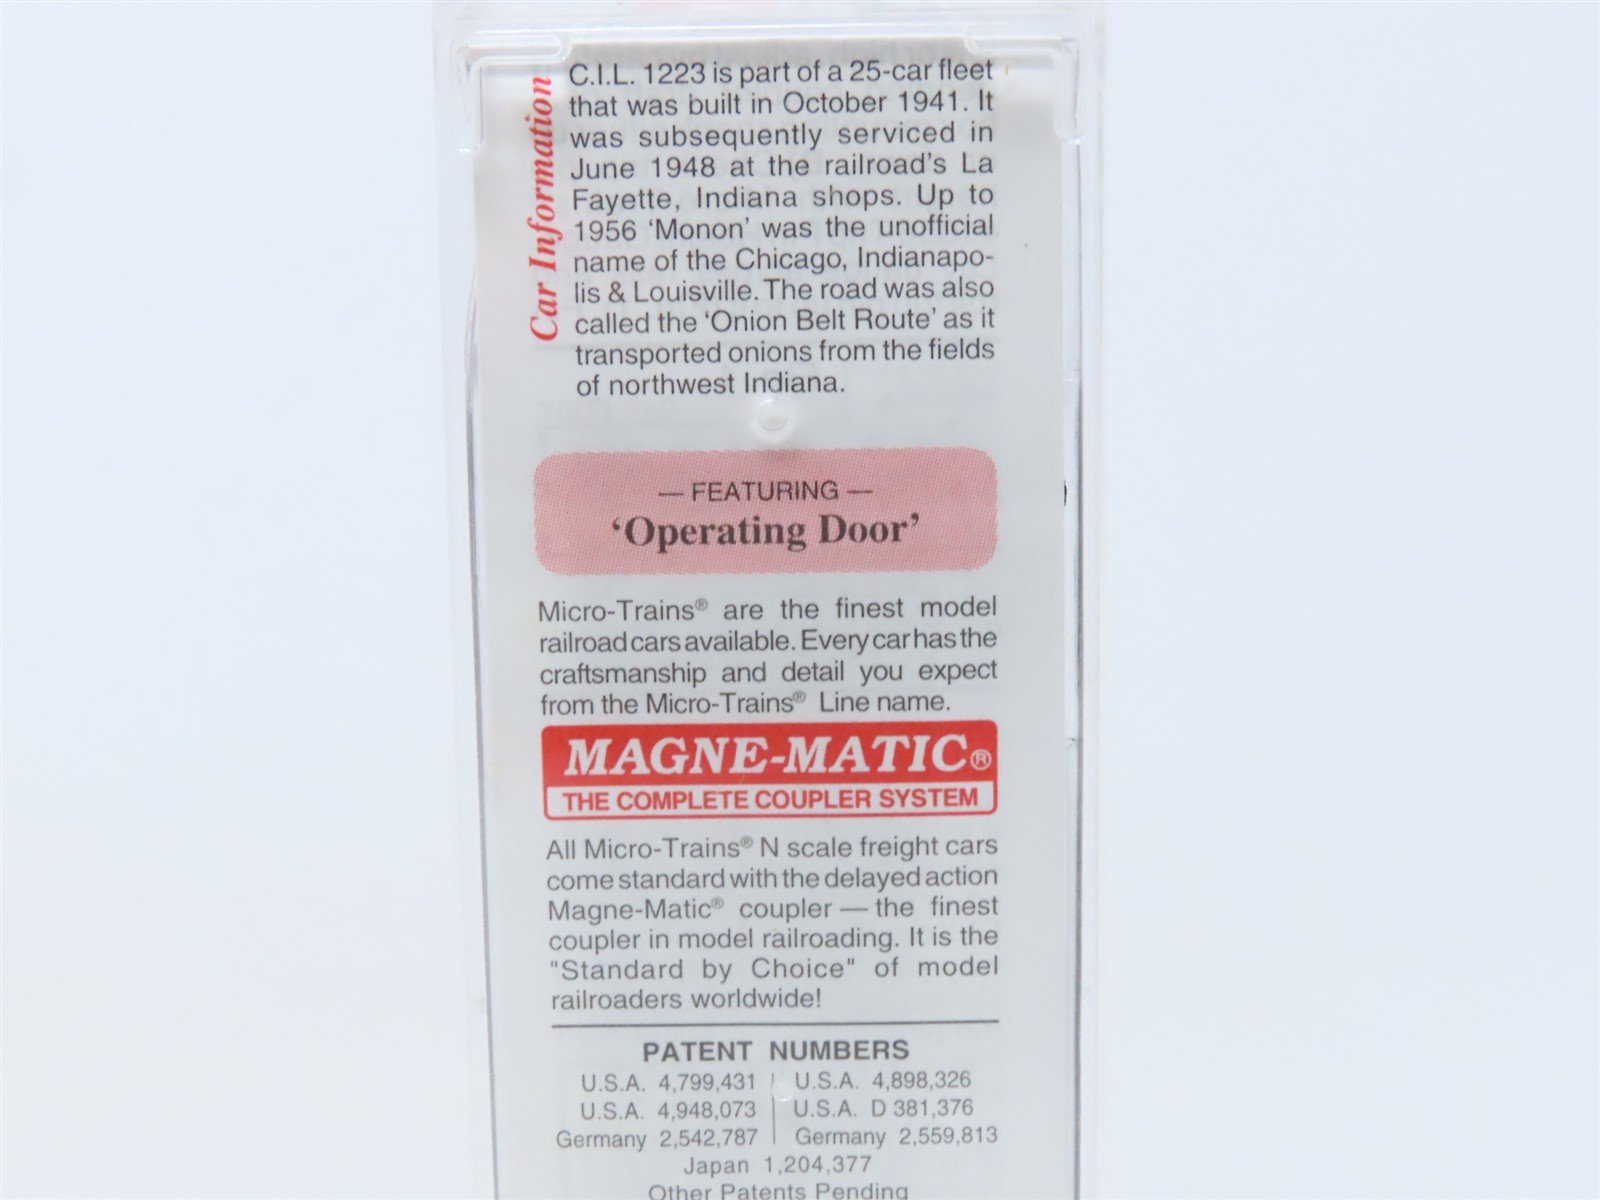 Car Information
C.I.L. 1223 is part of a 25-car fleet
that was built in October 1941. It
was subsequently serviced in
June 1948 at the railroad's La
Fayette, Indiana shops. Up to
1956 ‘Monon’ was the unofficial
name of the Chicago, Indianapo-
lis & Louisville. The road was also
called the ‘Onion Belt Route’ as it
transported onions from the fields
of northwest Indiana.
— FEATURING —
‘Operating Door’
Micro-Trains® are the finest model
railroad cars available. Every car has the
craftsmanship and detail you expect
from the Micro-Trains® Line name.
MAGNE-MATIC®
THE COMPLETE COUPLER SYSTEM
All Micro-Trains® N scale freight cars
come standard with the delayed action
Magne-Matic® coupler — the finest
coupler in model railroading. It is the
"Standard by Choice" of model
railroaders worldwide!
PATENT NUMBERS
U.S.A. 4,799,431 | U.S.A. 4,898,326
U.S.A. 4,948,073 | U.S.A. D 381,376
Germany 2,542,787 | Germany 2,559,813
Japan 1,204,377
Other Patents Pending